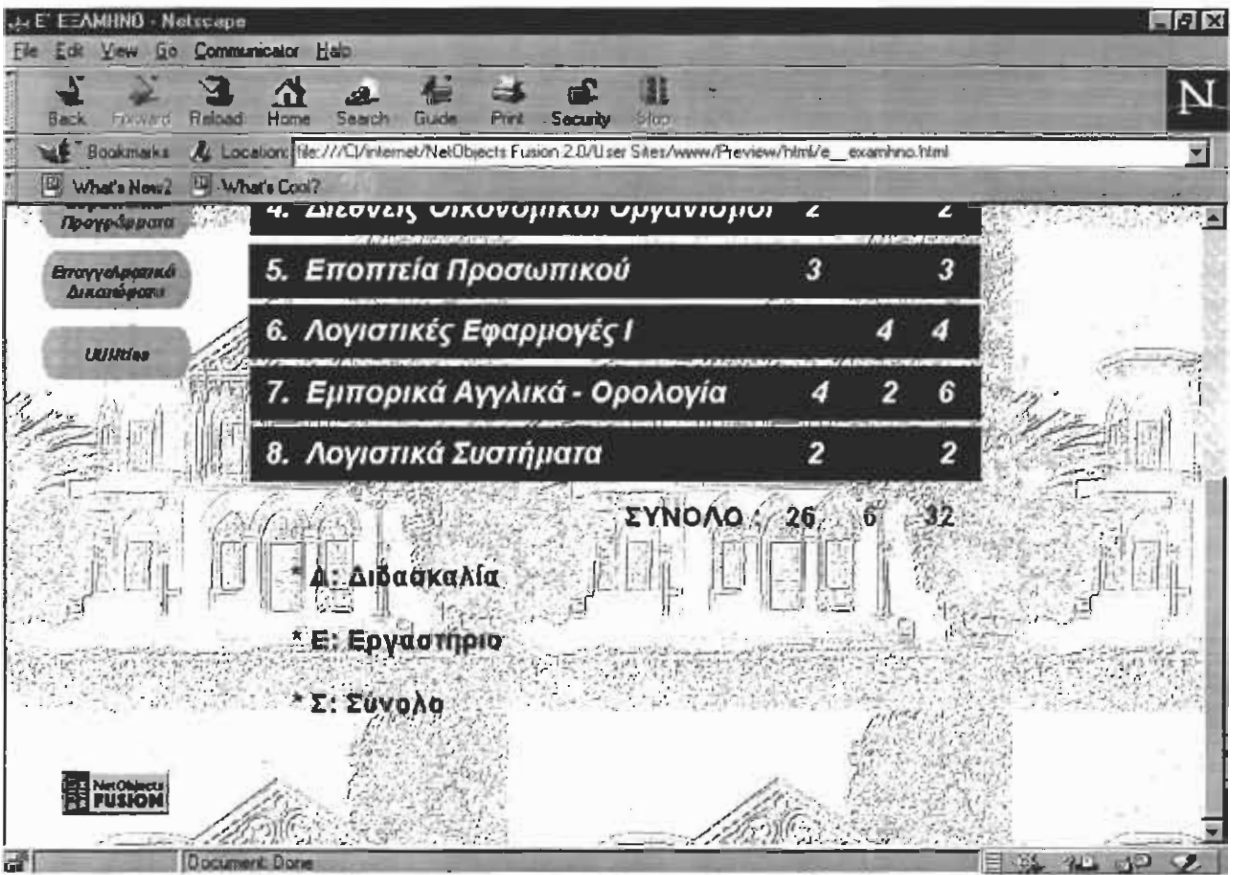 Ε' ΕΞΑΜΗΝΟ - Netscape
File Edit View Go Communicator Help
Back Forward Reload Home Search Guide Print Security Stop
N
Bookmarks Location: file:///C|/internet/NetObjects Fusion 2.0/User Sites/www/Preview/html/e__examhno.html
What's New? What's Cool?
Προγράμματα
4. Διεθνείς Οικονομικοί Οργανισμοί 2 2
Επαγγελματικά
Δικαιώματα
5. Εποπτεία Προσωπικού 3 3
Utilities
6. Λογιστικές Εφαρμογές Ι 4 4
7. Εμπορικά Αγγλικά - Ορολογία 4 2 6
8. Λογιστικά Συστήματα 2 2
ΣΥΝΟΛΟ : 26 6 32
* Δ: Διδασκαλία
* Ε: Εργαστήριο
* Σ: Σύνολο
BUILT WITH
NetObjects
FUSION
Document: Done